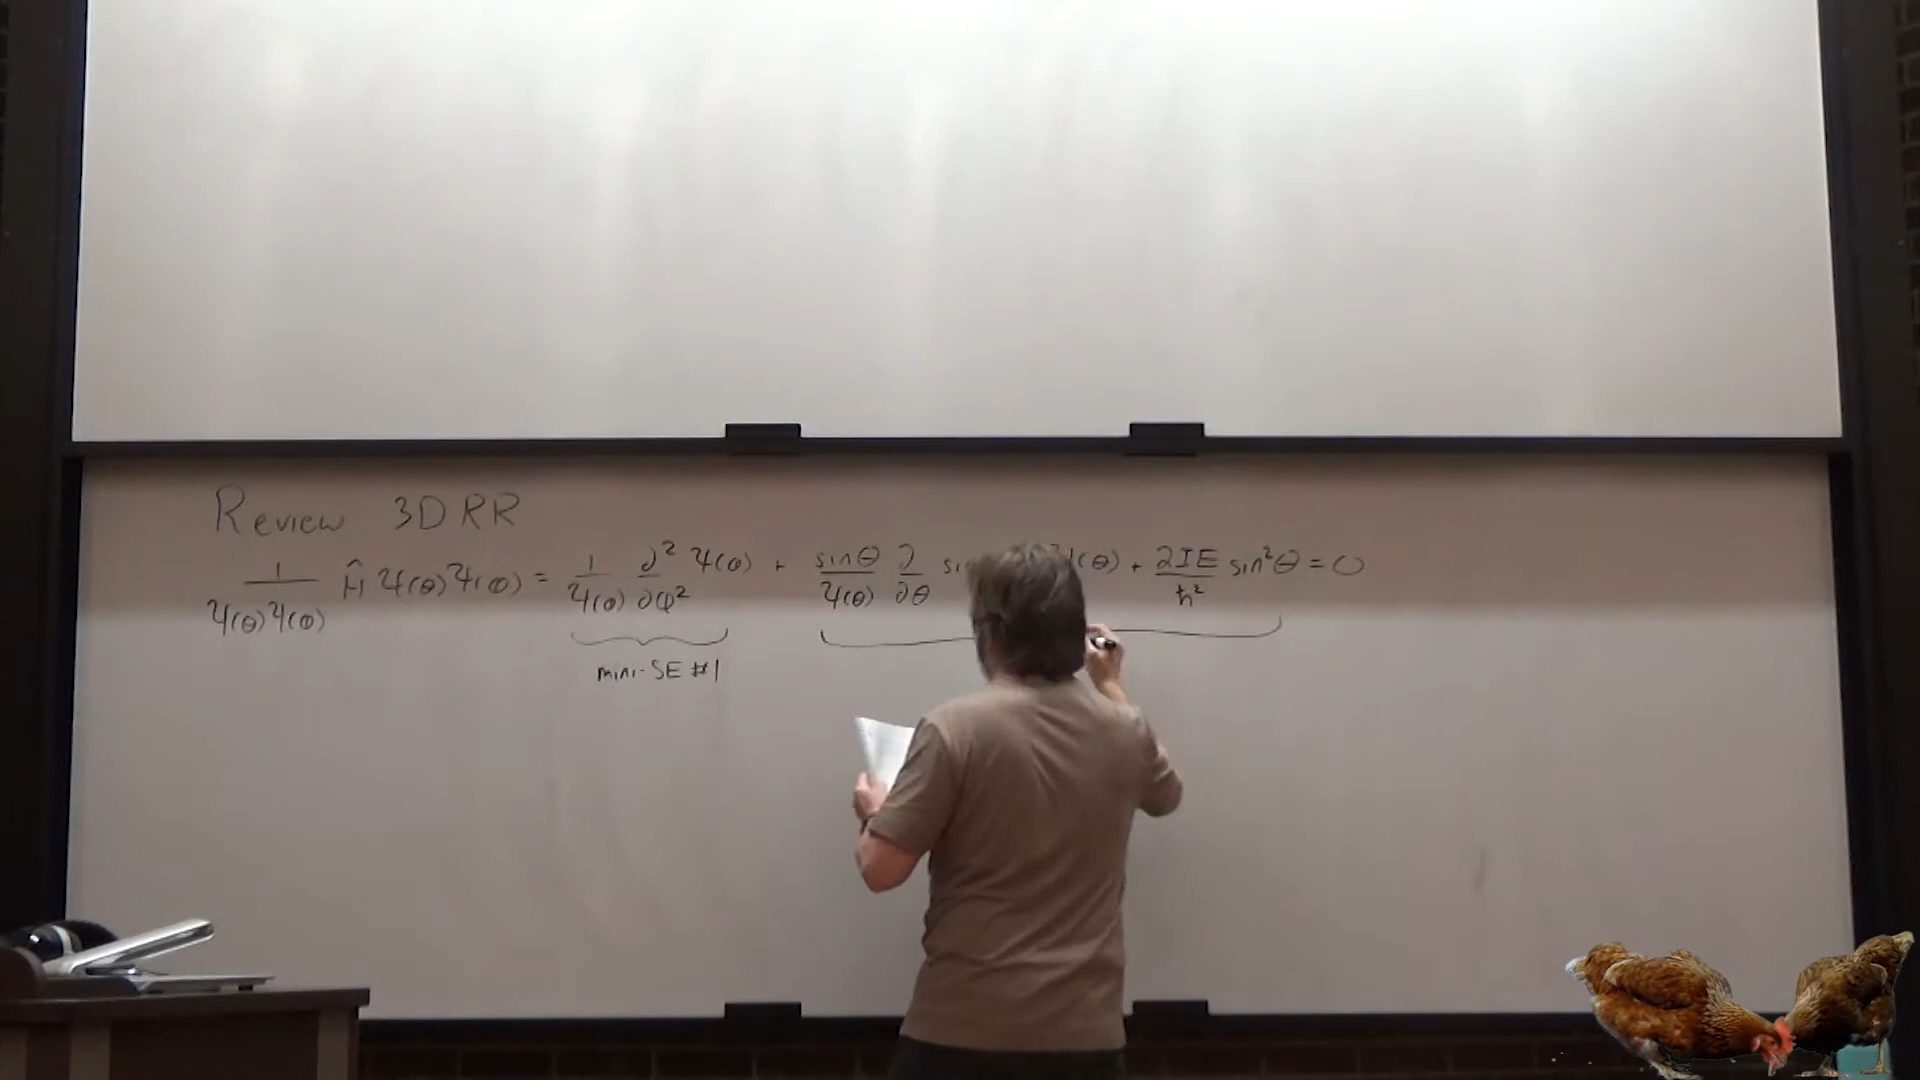 Review 3D RR
1/Ψ(θ)Ψ(φ) Ĥ Ψ(θ)Ψ(φ) = 1/Ψ(φ) ∂²/∂φ² Ψ(φ) + sinθ/Ψ(θ) ∂/∂θ Ψ(θ) + 2IE/ħ² sin²θ = 0
mini-SE #1